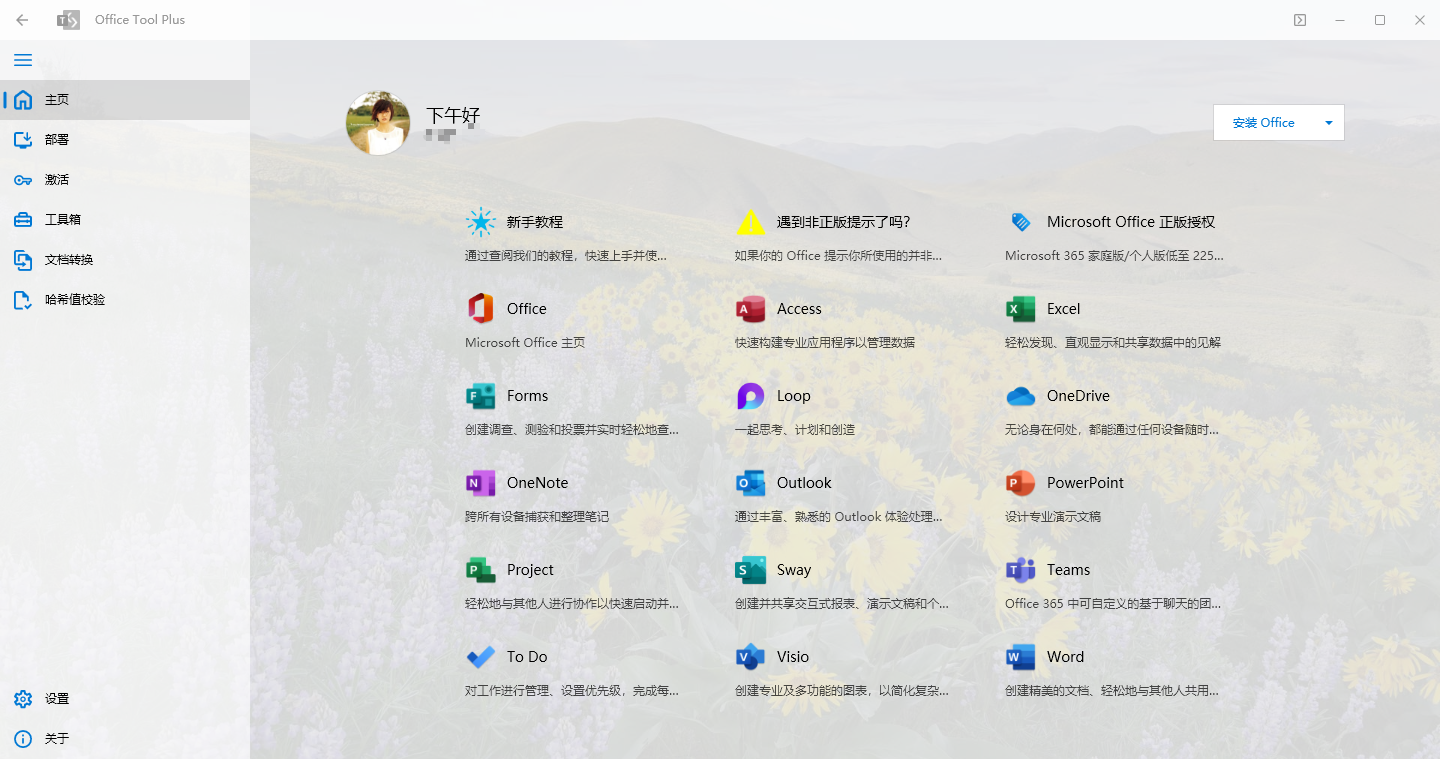 Office Tool Plus
主页
部署
激活
工具箱
文档转换
哈希值校验
设置
关于
下午好
安装 Office
新手教程
通过查阅我们的教程，快速上手并使...
遇到非正版提示了吗？
如果你的 Office 提示你所使用的并非...
Microsoft Office 正版授权
Microsoft 365 家庭版/个人版低至 225...
Office
Microsoft Office 主页
Access
快速构建专业应用程序以管理数据
Excel
轻松发现、直观显示和共享数据中的见解
Forms
创建调查、测验和投票并实时轻松地查...
Loop
一起思考、计划和创造
OneDrive
无论身在何处，都能通过任何设备随时...
OneNote
跨所有设备捕获和整理笔记
Outlook
通过丰富、熟悉的 Outlook 体验处理...
PowerPoint
设计专业演示文稿
Project
轻松地与其他人进行协作以快速启动并...
Sway
创建并共享交互式报表、演示文稿和个...
Teams
Office 365 中可自定义的基于聊天的团...
To Do
对工作进行管理、设置优先级，完成每...
Visio
创建专业及多功能的图表，以简化复杂...
Word
创建精美的文档、轻松地与其他人共用...